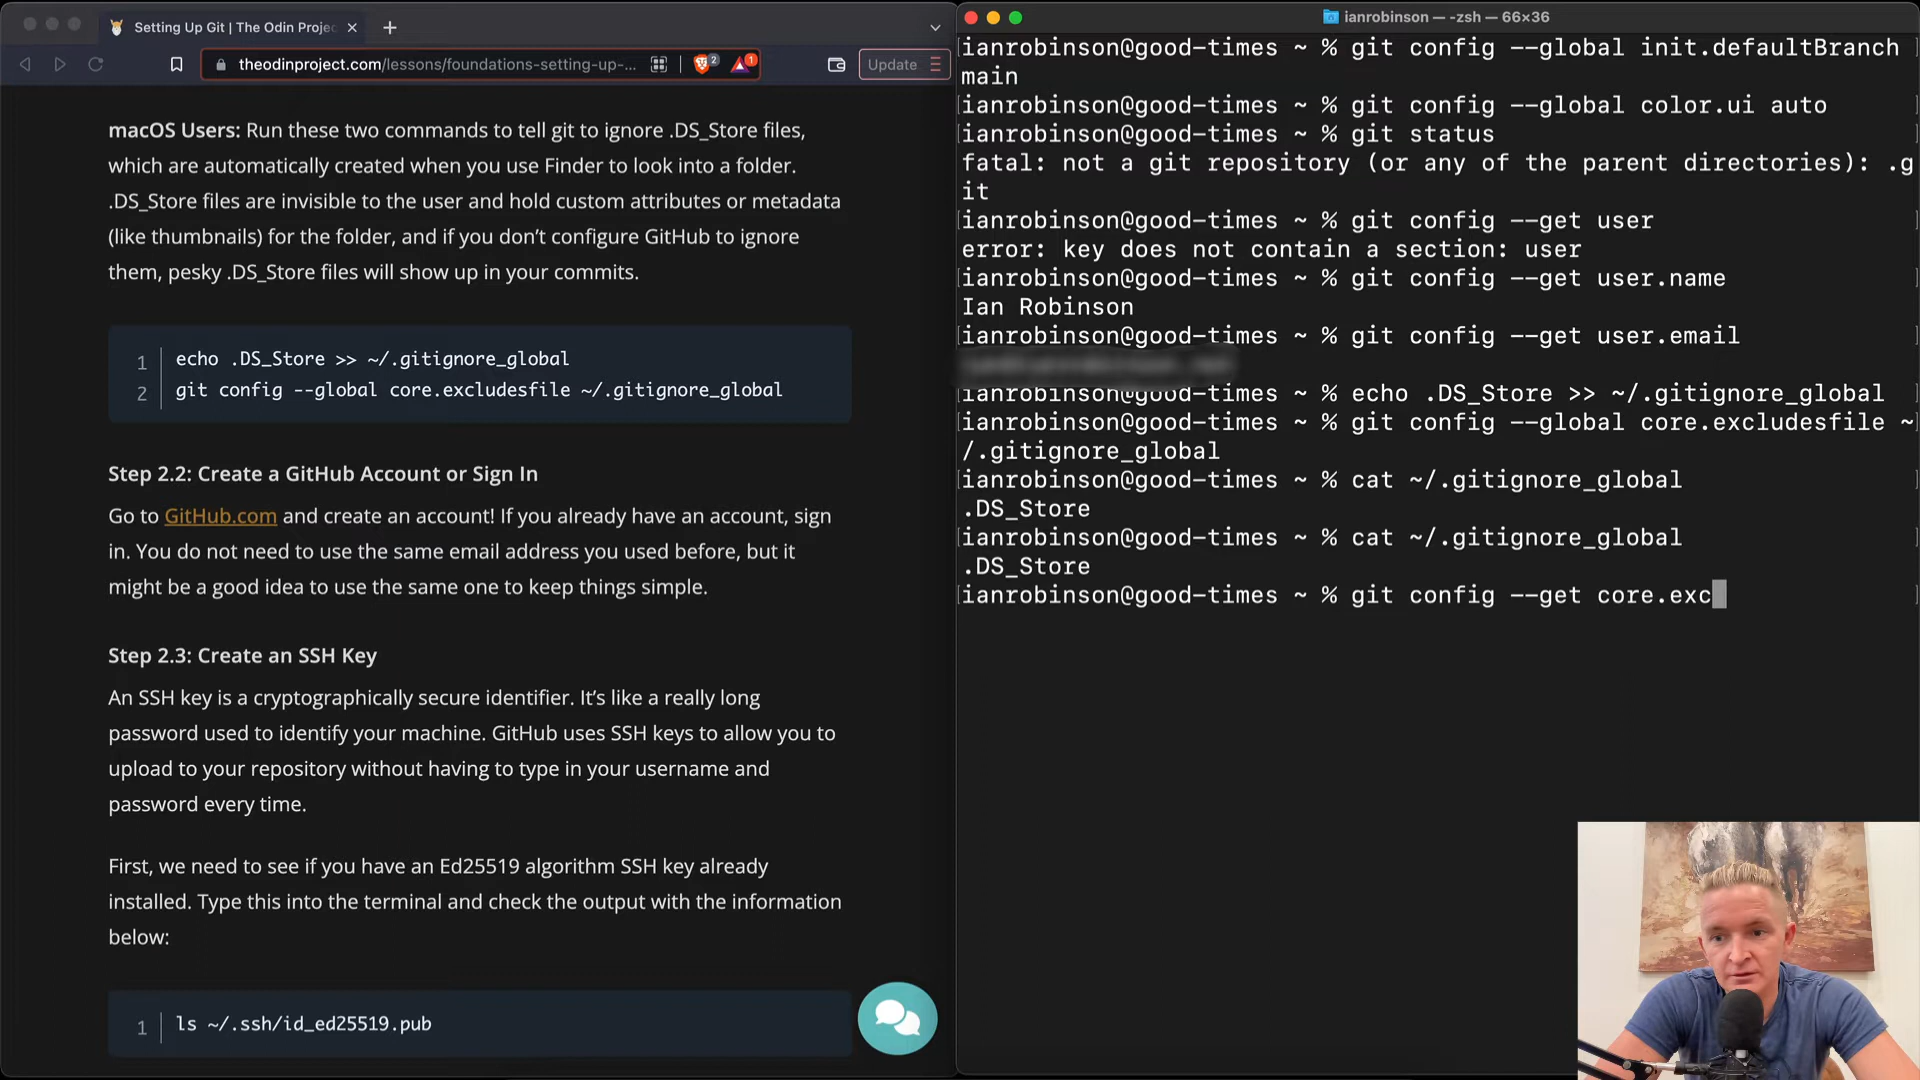 Setting Up Git | The Odin Projec
theodinproject.com/lessons/foundations-setting-up-...
2
1
Update
macOS Users: Run these two commands to tell git to ignore .DS_Store files,
which are automatically created when you use Finder to look into a folder.
.DS_Store files are invisible to the user and hold custom attributes or metadata
(like thumbnails) for the folder, and if you don’t configure GitHub to ignore
them, pesky .DS_Store files will show up in your commits.
1 echo .DS_Store >> ~/.gitignore_global
2 git config --global core.excludesfile ~/.gitignore_global
Step 2.2: Create a GitHub Account or Sign In
Go to GitHub.com and create an account! If you already have an account, sign
in. You do not need to use the same email address you used before, but it
might be a good idea to use the same one to keep things simple.
Step 2.3: Create an SSH Key
An SSH key is a cryptographically secure identifier. It’s like a really long
password used to identify your machine. GitHub uses SSH keys to allow you to
upload to your repository without having to type in your username and
password every time.
First, we need to see if you have an Ed25519 algorithm SSH key already
installed. Type this into the terminal and check the output with the information
below:
1 ls ~/.ssh/id_ed25519.pub
ianrobinson — -zsh — 66×36
ianrobinson@good-times ~ % git config --global init.defaultBranch
main
ianrobinson@good-times ~ % git config --global color.ui auto
ianrobinson@good-times ~ % git status
fatal: not a git repository (or any of the parent directories): .g
it
ianrobinson@good-times ~ % git config --get user
error: key does not contain a section: user
ianrobinson@good-times ~ % git config --get user.name
Ian Robinson
ianrobinson@good-times ~ % git config --get user.email
ianrobinson@good-times ~ % echo .DS_Store >> ~/.gitignore_global
ianrobinson@good-times ~ % git config --global core.excludesfile ~
/.gitignore_global
ianrobinson@good-times ~ % cat ~/.gitignore_global
.DS_Store
ianrobinson@good-times ~ % cat ~/.gitignore_global
.DS_Store
ianrobinson@good-times ~ % git config --get core.exc